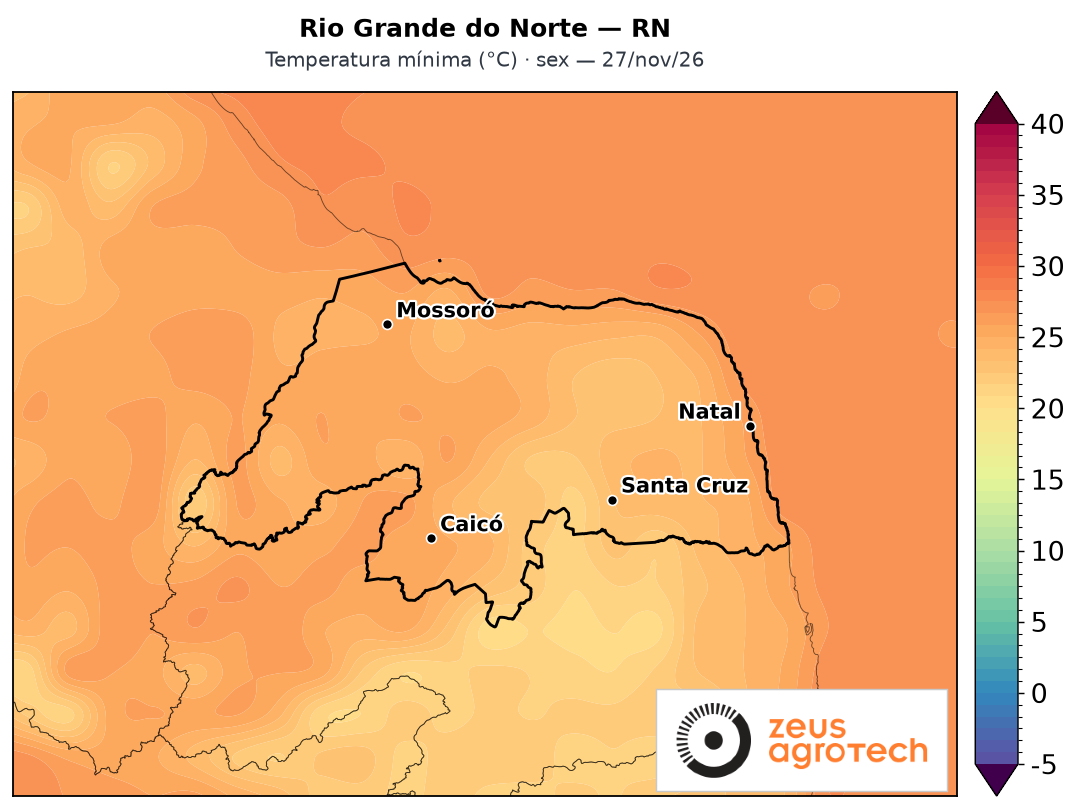 Rio Grande do Norte — RN
Temperatura mínima (°C) · sex — 27/nov/26
40
35
30
25
20
15
10
5
0
-5
Mossoró
Natal
Santa Cruz
Caicó
zeus
agrotech